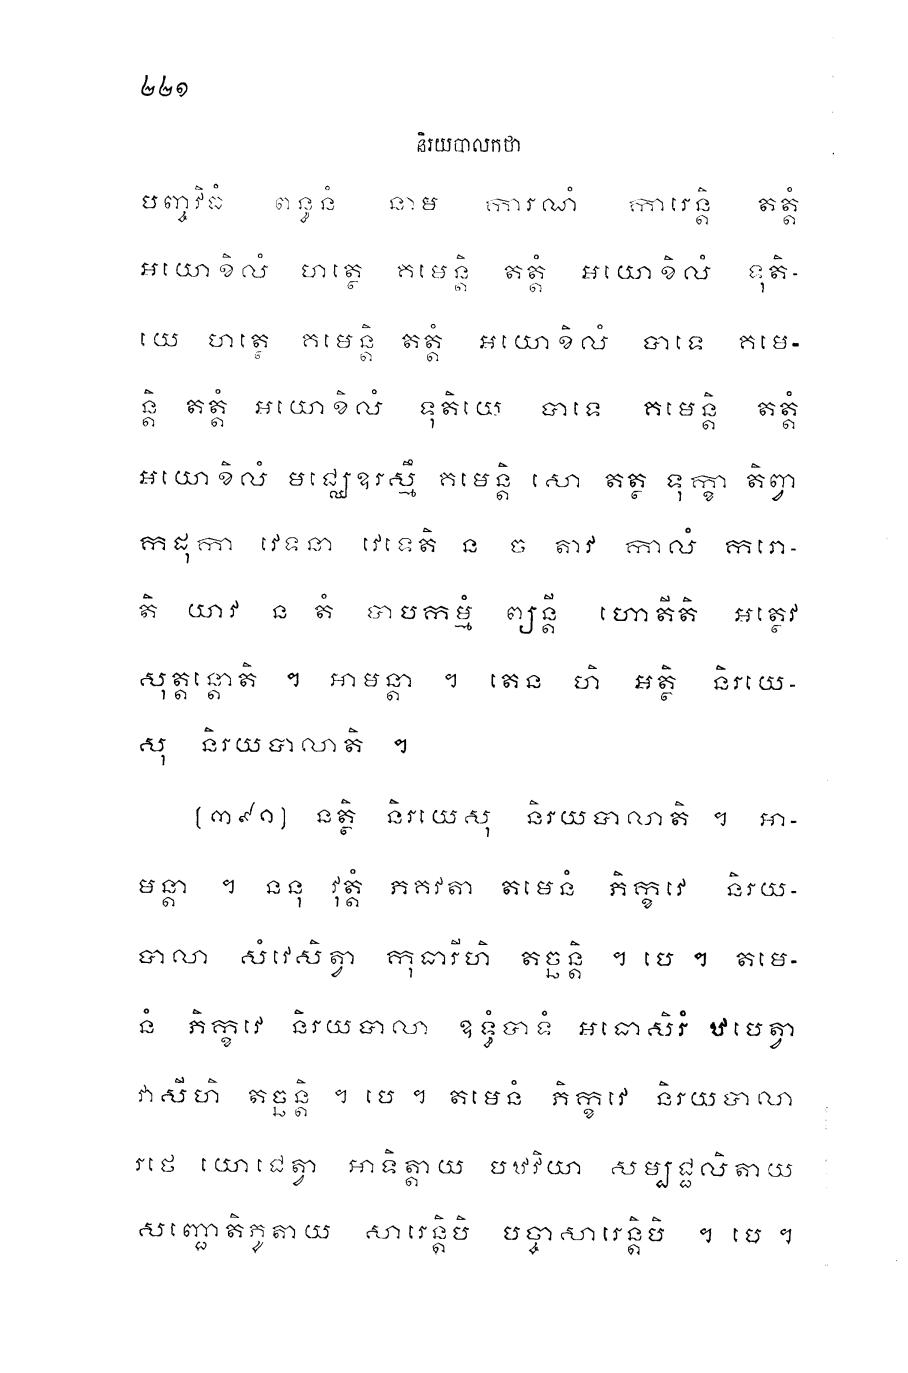 ២២១
និរយបាលកថា
បញ្ចវិធំ ពន្ធនំ នាម ការណំ ការេន្តិ តត្តំ
អយោខិលំ ហត្ថេ គមេន្តិ តត្តំ អយោខិលំ ទុតិ-
យេ ហត្ថេ គមេន្តិ តត្តំ អយោខិលំ បាទេ គមេ-
ន្តិ តត្តំ អយោខិលំ ទុតិយេ បាទេ គមេន្តិ តត្តំ
អយោខិលំ មជ្ឈេឧរស្មឹ គមេន្តិ សោ តត្ថ ទុក្ខា តិព្វា
កដុកា វេទនា វេទេតិ ន ច តាវ កាលំ ករោ-
តិ យាវ ន តំ បាបកម្មំ ព្យន្តី ហោតីតិ អត្ថេវ
សុត្តន្តោតិ ។ អាមន្តា ។ តេន ហិ អត្ថិ និរយេ-
សុ និរយបាលាតិ ។
(៣៩១) នត្ថិ និរយេសុ និរយបាលាតិ ។ អា-
មន្តា ។ ននុ វុត្តំ ភគវតា តមេនំ ភិក្ខវេ និរយ-
បាលា សំវេសិត្វា កុធារីហិ តច្ឆន្តិ ។ បេ ។ តមេ-
នំ ភិក្ខវេ និរយបាលា ឧទ្ធំបាទំ អធោសិរំ ឋបេត្វា
វាសីហិ តច្ឆន្តិ ។ បេ ។ តមេនំ ភិក្ខវេ និរយបាលា
រថេ យោជេត្វា អាទិត្តាយ បឋវិយា សម្បជ្ជលិតាយ
សញ្ជោតិភូតាយ សារេន្តិបិ បច្ចាសារេន្តិបិ ។ បេ ។